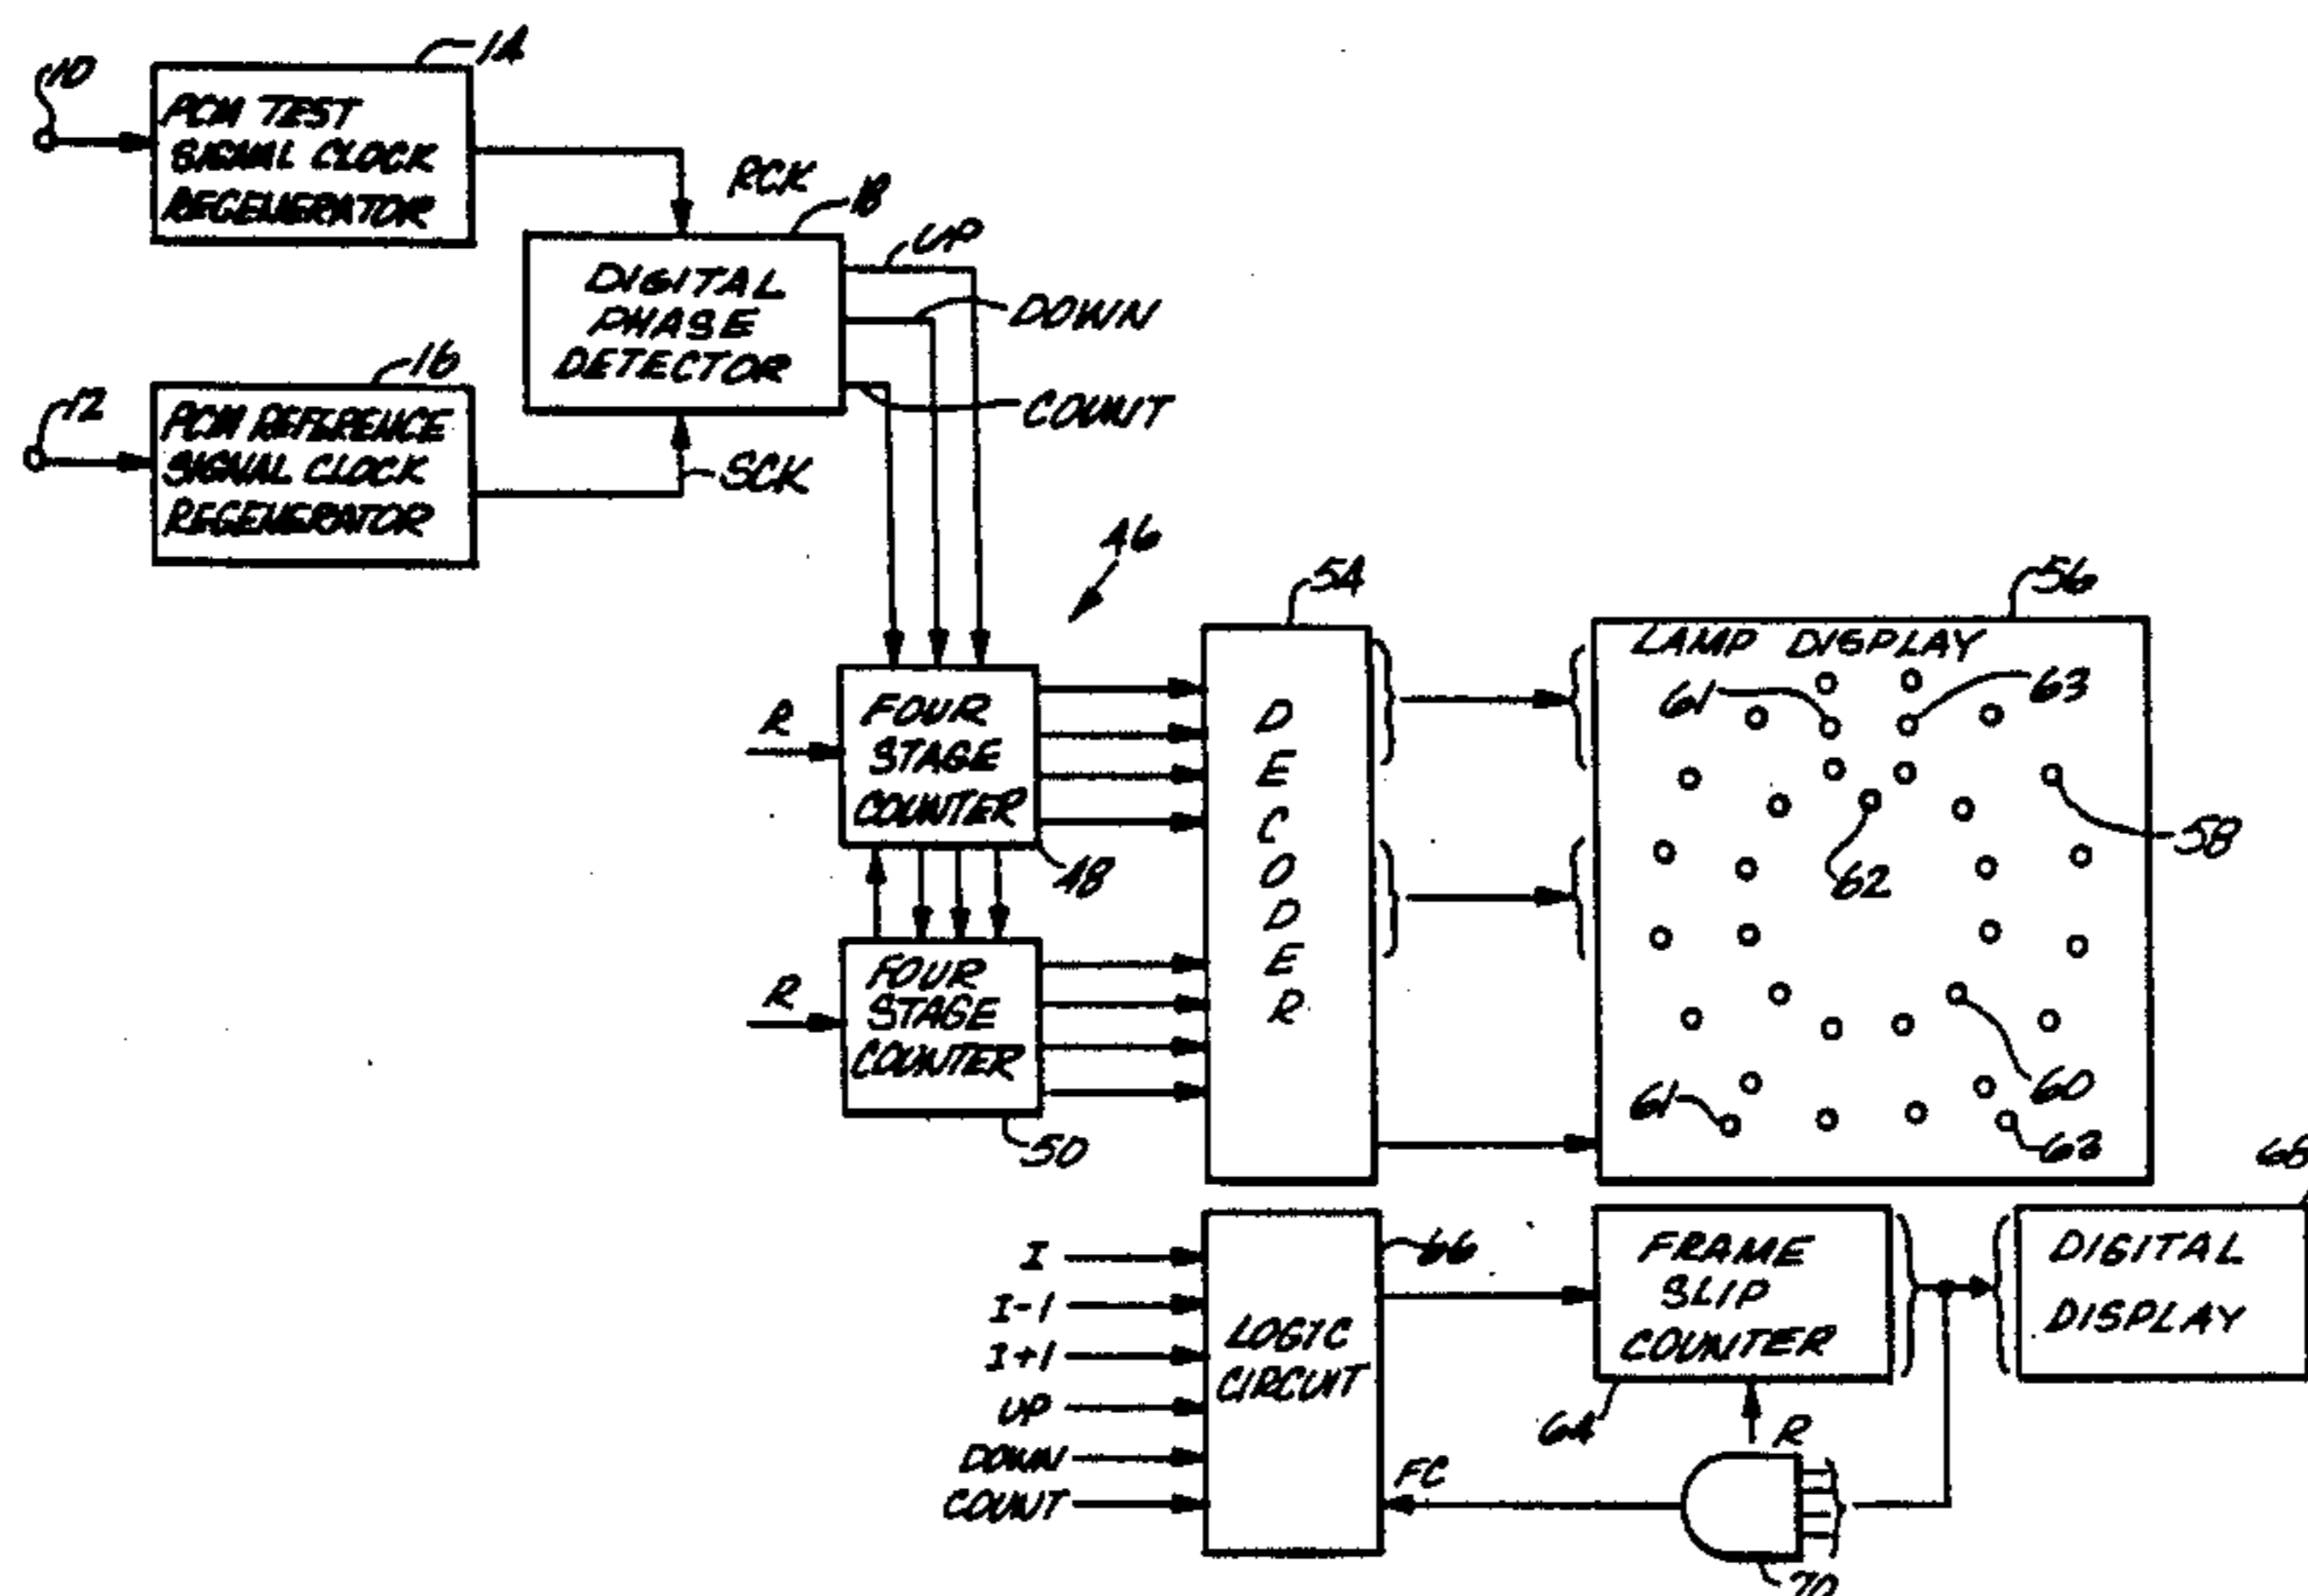 10
14
PCM TEST
SIGNAL CLOCK
REGENERATOR
RCK
18
UP
DIGITAL
PHASE
DETECTOR
DOWN
COUNT
12
16
PCM REFERENCE
SIGNAL CLOCK
REGENERATOR
SCK
46
54
56
R
FOUR
STAGE
COUNTER
48
DECODER
LAMP DISPLAY
61
63
58
62
R
FOUR
STAGE
COUNTER
50
60
61
63
68
I
I-1
I+1
UP
DOWN
COUNT
LOGIC
CIRCUIT
66
FRAME
SLIP
COUNTER
64
DIGITAL
DISPLAY
R
FC
70